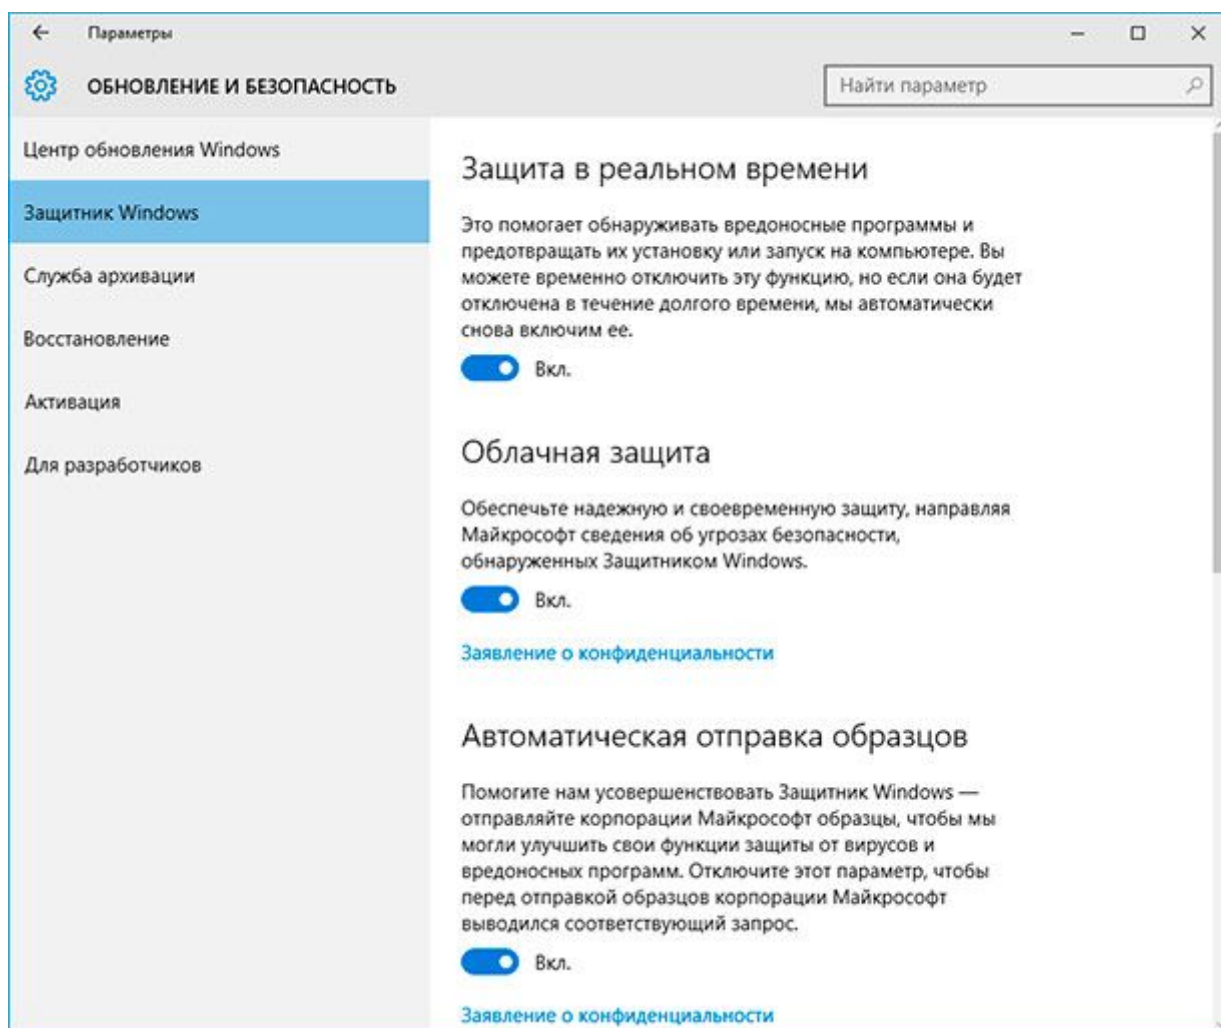 Параметры
ОБНОВЛЕНИЕ И БЕЗОПАСНОСТЬ
Найти параметр
Центр обновления Windows
Защитник Windows
Служба архивации
Восстановление
Активация
Для разработчиков
Защита в реальном времени
Это помогает обнаруживать вредоносные программы и
предотвращать их установку или запуск на компьютере. Вы
можете временно отключить эту функцию, но если она будет
отключена в течение долгого времени, мы автоматически
снова включим ее.
Вкл.
Облачная защита
Обеспечьте надежную и своевременную защиту, направляя
Майкрософт сведения об угрозах безопасности,
обнаруженных Защитником Windows.
Вкл.
Заявление о конфиденциальности
Автоматическая отправка образцов
Помогите нам усовершенствовать Защитник Windows —
отправляйте корпорации Майкрософт образцы, чтобы мы
могли улучшить свои функции защиты от вирусов и
вредоносных программ. Отключите этот параметр, чтобы
перед отправкой образцов корпорации Майкрософт
выводился соответствующий запрос.
Вкл.
Заявление о конфиденциальности